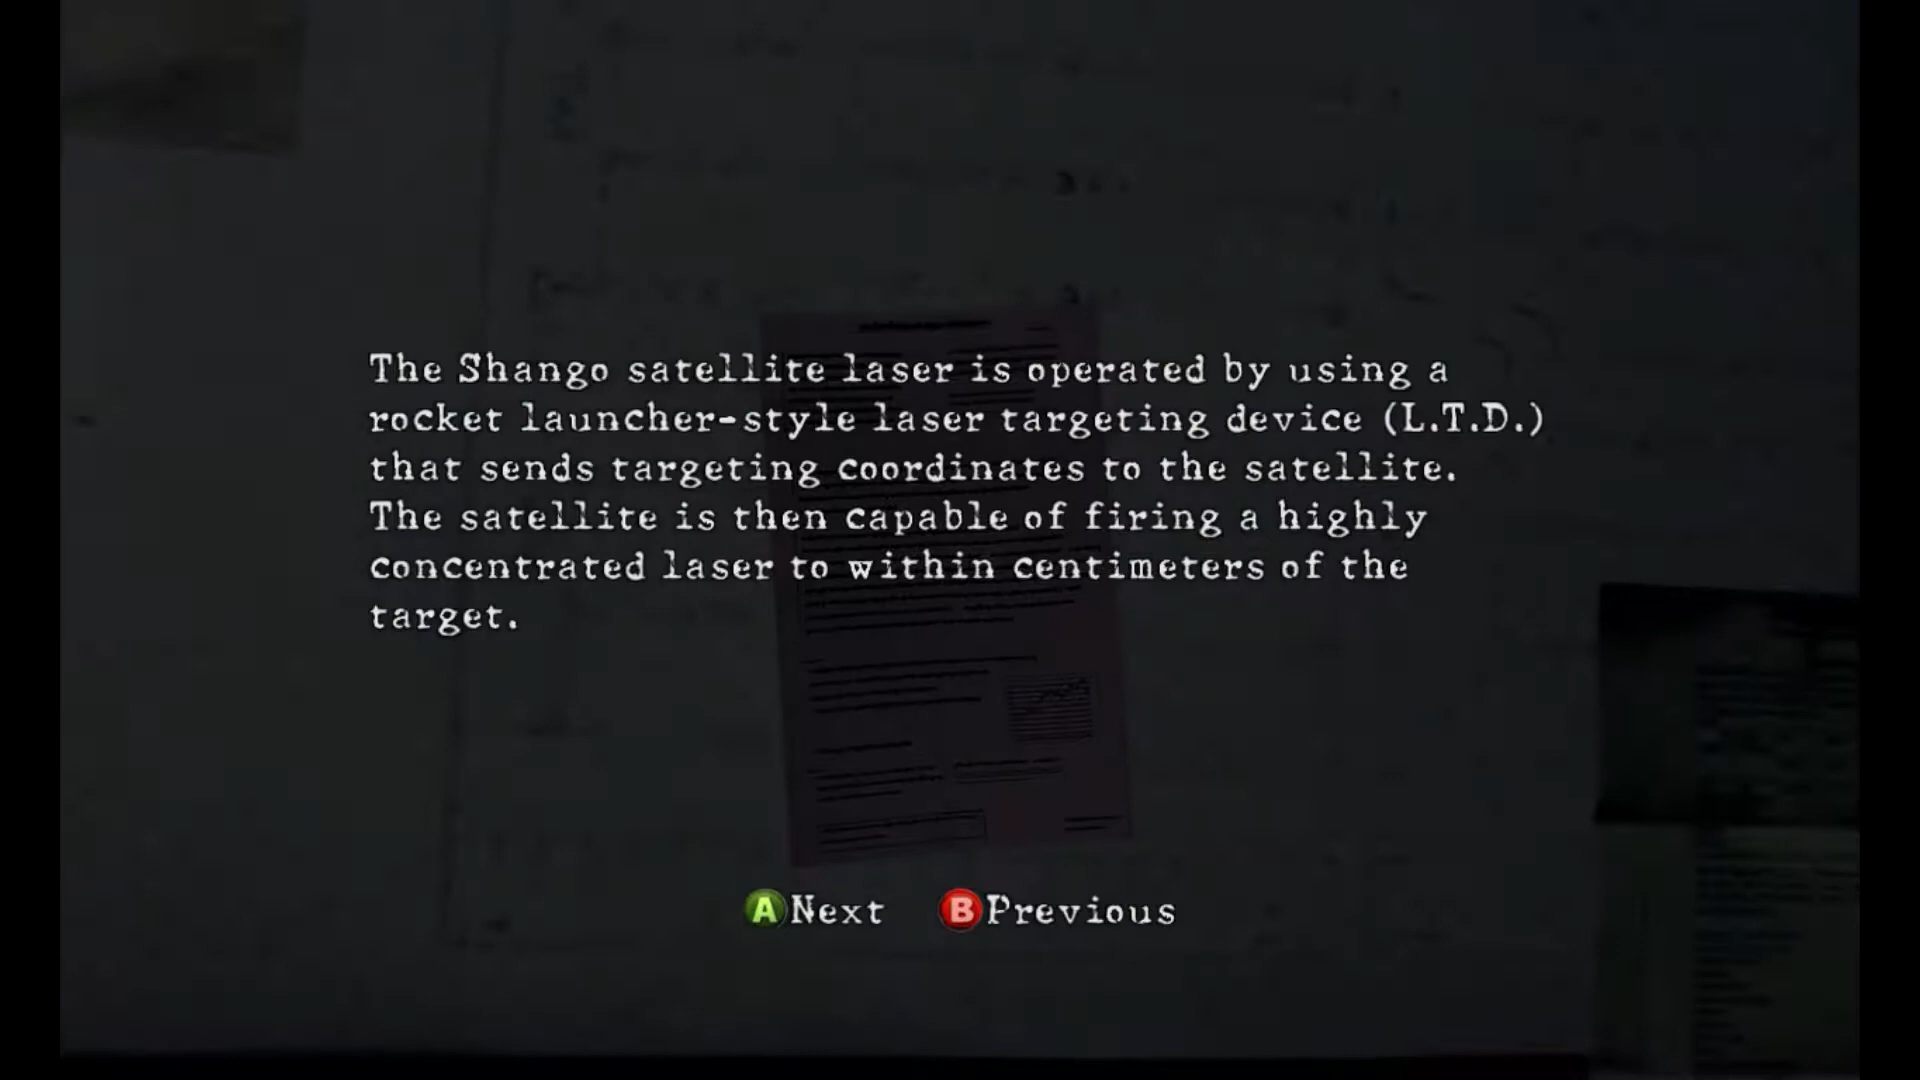 The Shango satellite laser is operated by using a
rocket launcher-style laser targeting device (L.T.D.)
that sends targeting coordinates to the satellite.
The satellite is then capable of firing a highly
concentrated laser to within centimeters of the
target.
A Next B Previous